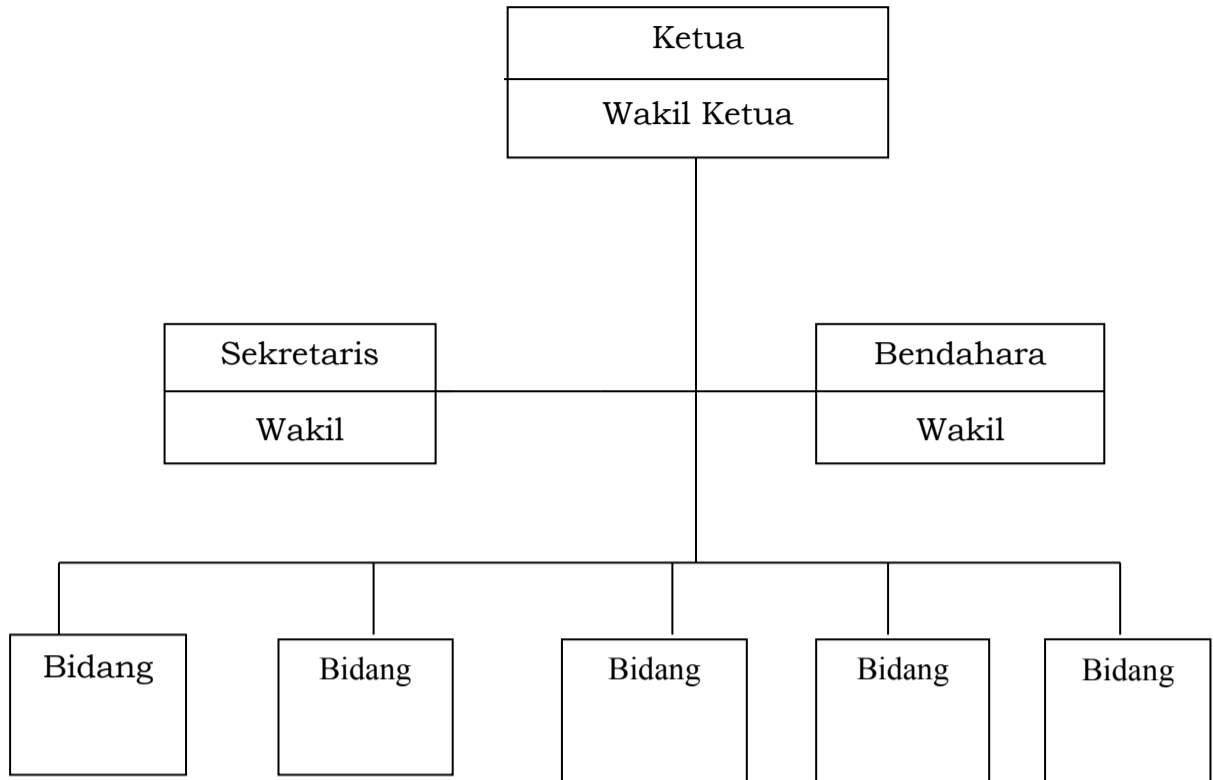 Ketua
Wakil Ketua
Sekretaris
Wakil
Bendahara
Wakil
Bidang
Bidang
Bidang
Bidang
Bidang